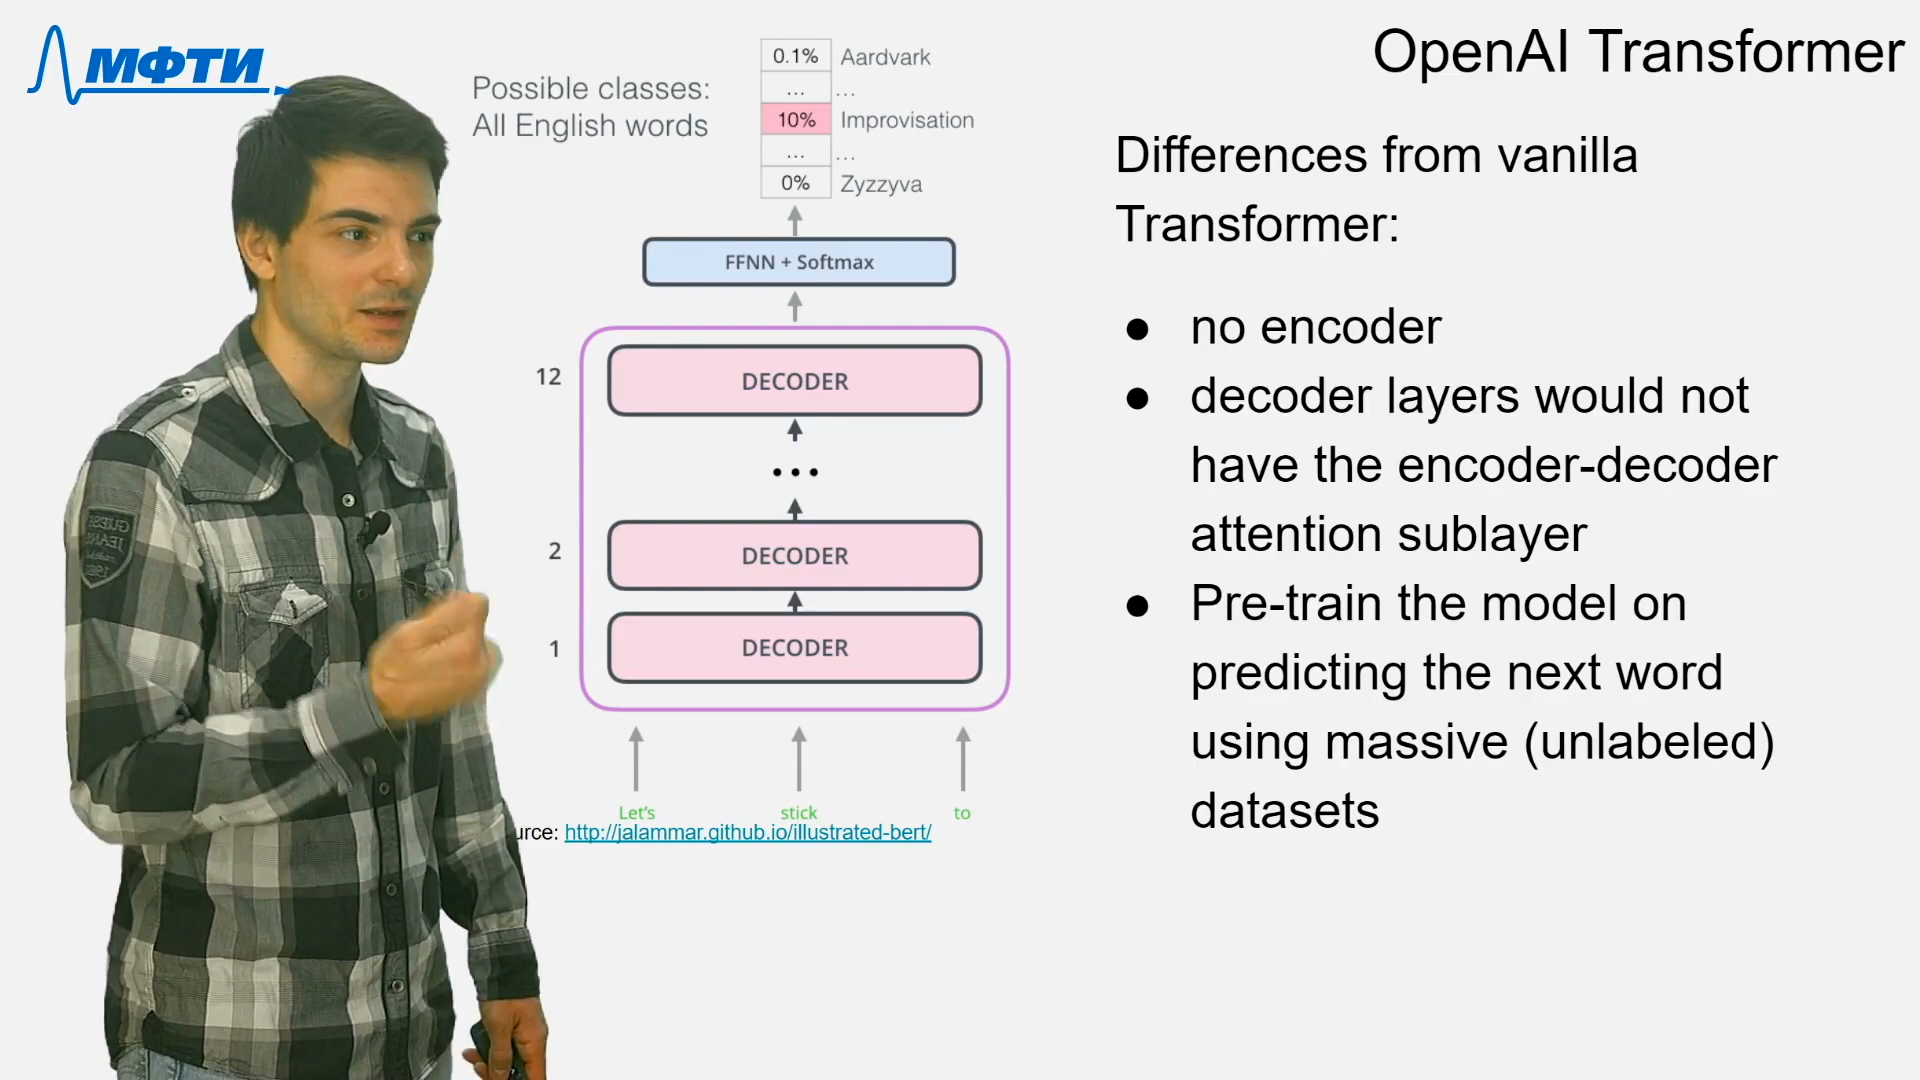 МФТИ
OpenAI Transformer
Possible classes:
All English words
0.1% Aardvark
... ...
10% Improvisation
... ...
0% Zyzzyva
FFNN + Softmax
12 DECODER
...
2 DECODER
1 DECODER
Let's stick to
urce: http://jalammar.github.io/illustrated-bert/
Differences from vanilla
Transformer:
● no encoder
● decoder layers would not
have the encoder-decoder
attention sublayer
● Pre-train the model on
predicting the next word
using massive (unlabeled)
datasets